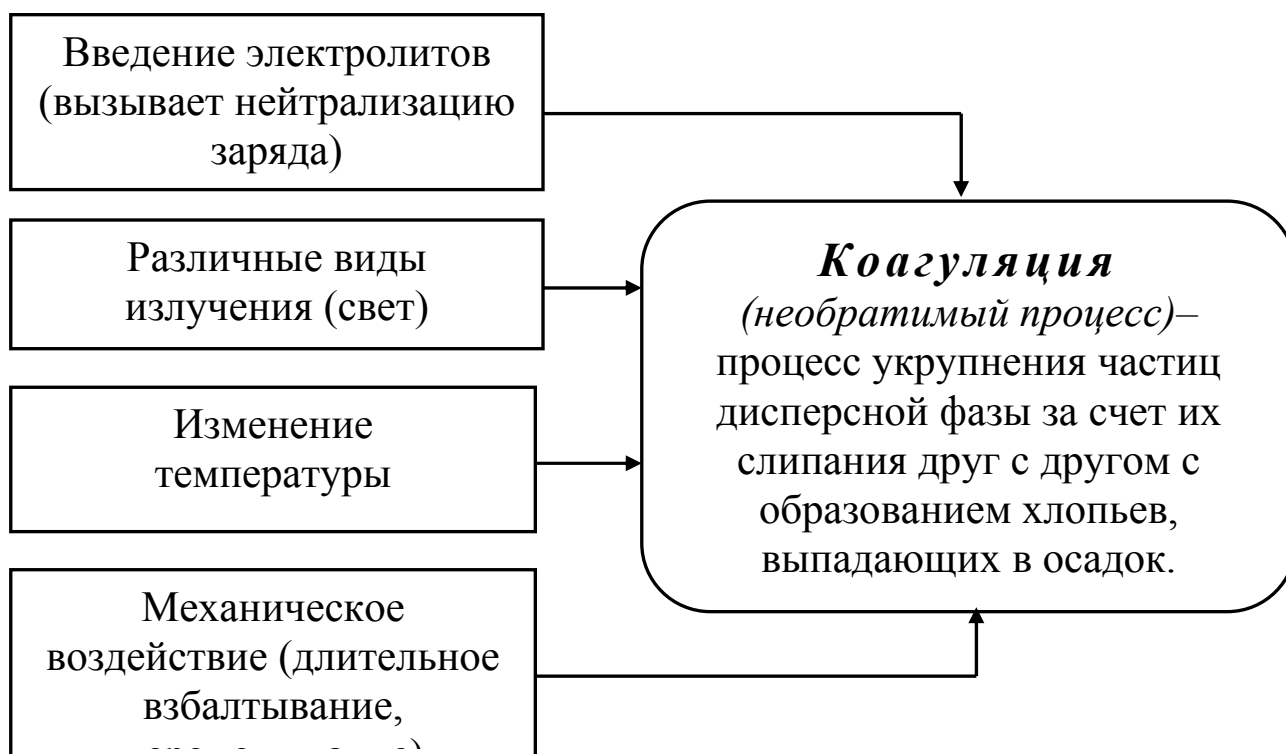 Введение электролитов
(вызывает нейтрализацию
заряда)
Различные виды
излучения (свет)
Изменение
температуры
Механическое
воздействие (длительное
взбалтывание,
Коагуляция
(необратимый процесс)–
процесс укрупнения частиц
дисперсной фазы за счет их
слипания друг с другом с
образованием хлопьев,
выпадающих в осадок.